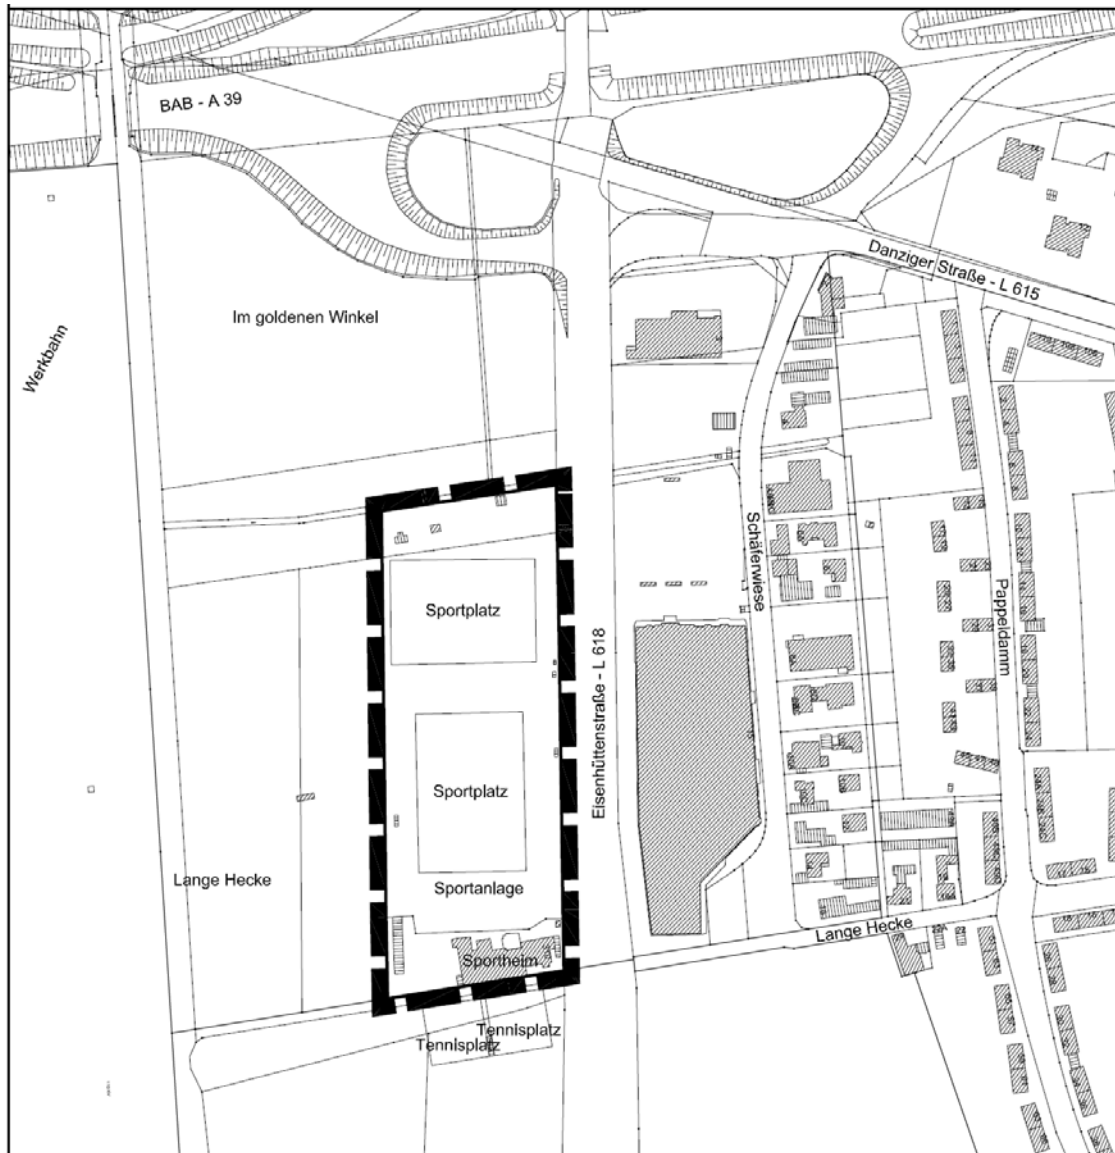 BAB - A 39
Danziger Straße - L 615
Im goldenen Winkel
Werkbahn
Schäferwiese
Pappeldamm
Sportplatz
Eisenhüttenstraße - L 618
Sportplatz
Lange Hecke
Sportanlage
Lange Hecke
Sportheim
Tennisplatz
Tennisplatz